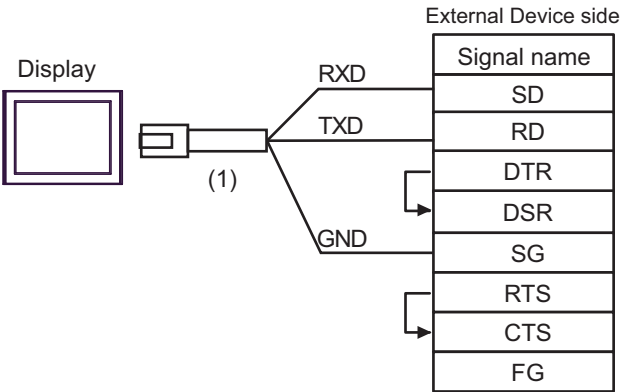 External Device side
Display
Signal name
RXD
SD
TXD
RD
(1)
DTR
DSR
GND
SG
RTS
CTS
FG